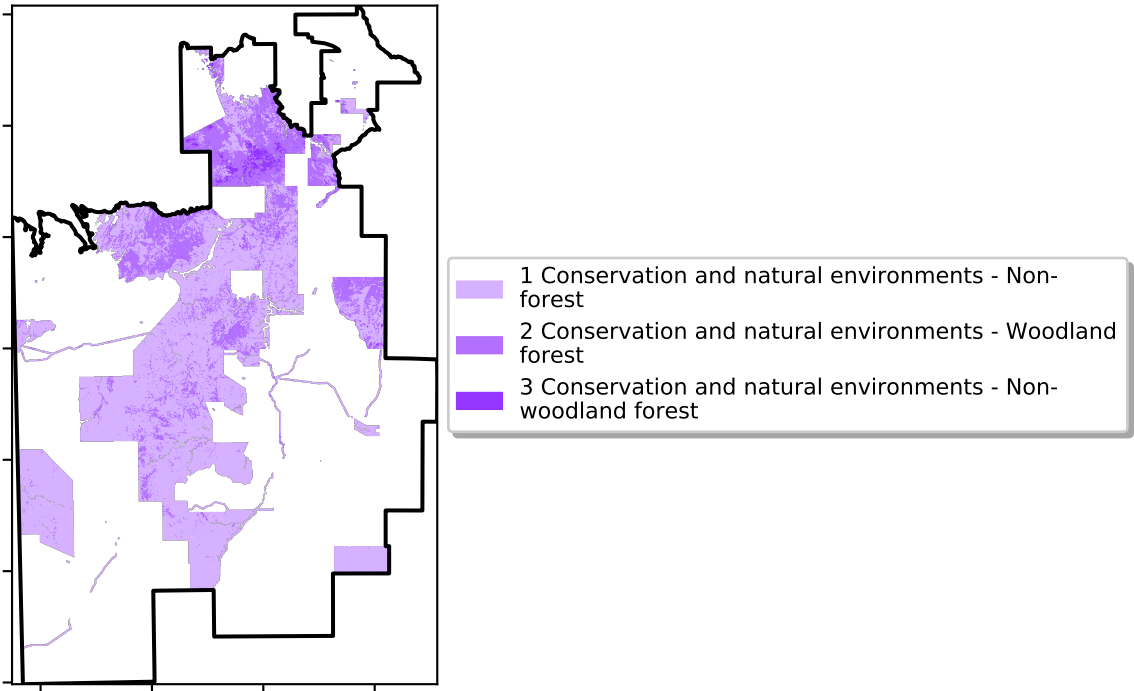 1 Conservation and natural environments - Non-
forest
2 Conservation and natural environments - Woodland
forest
3 Conservation and natural environments - Non-
woodland forest